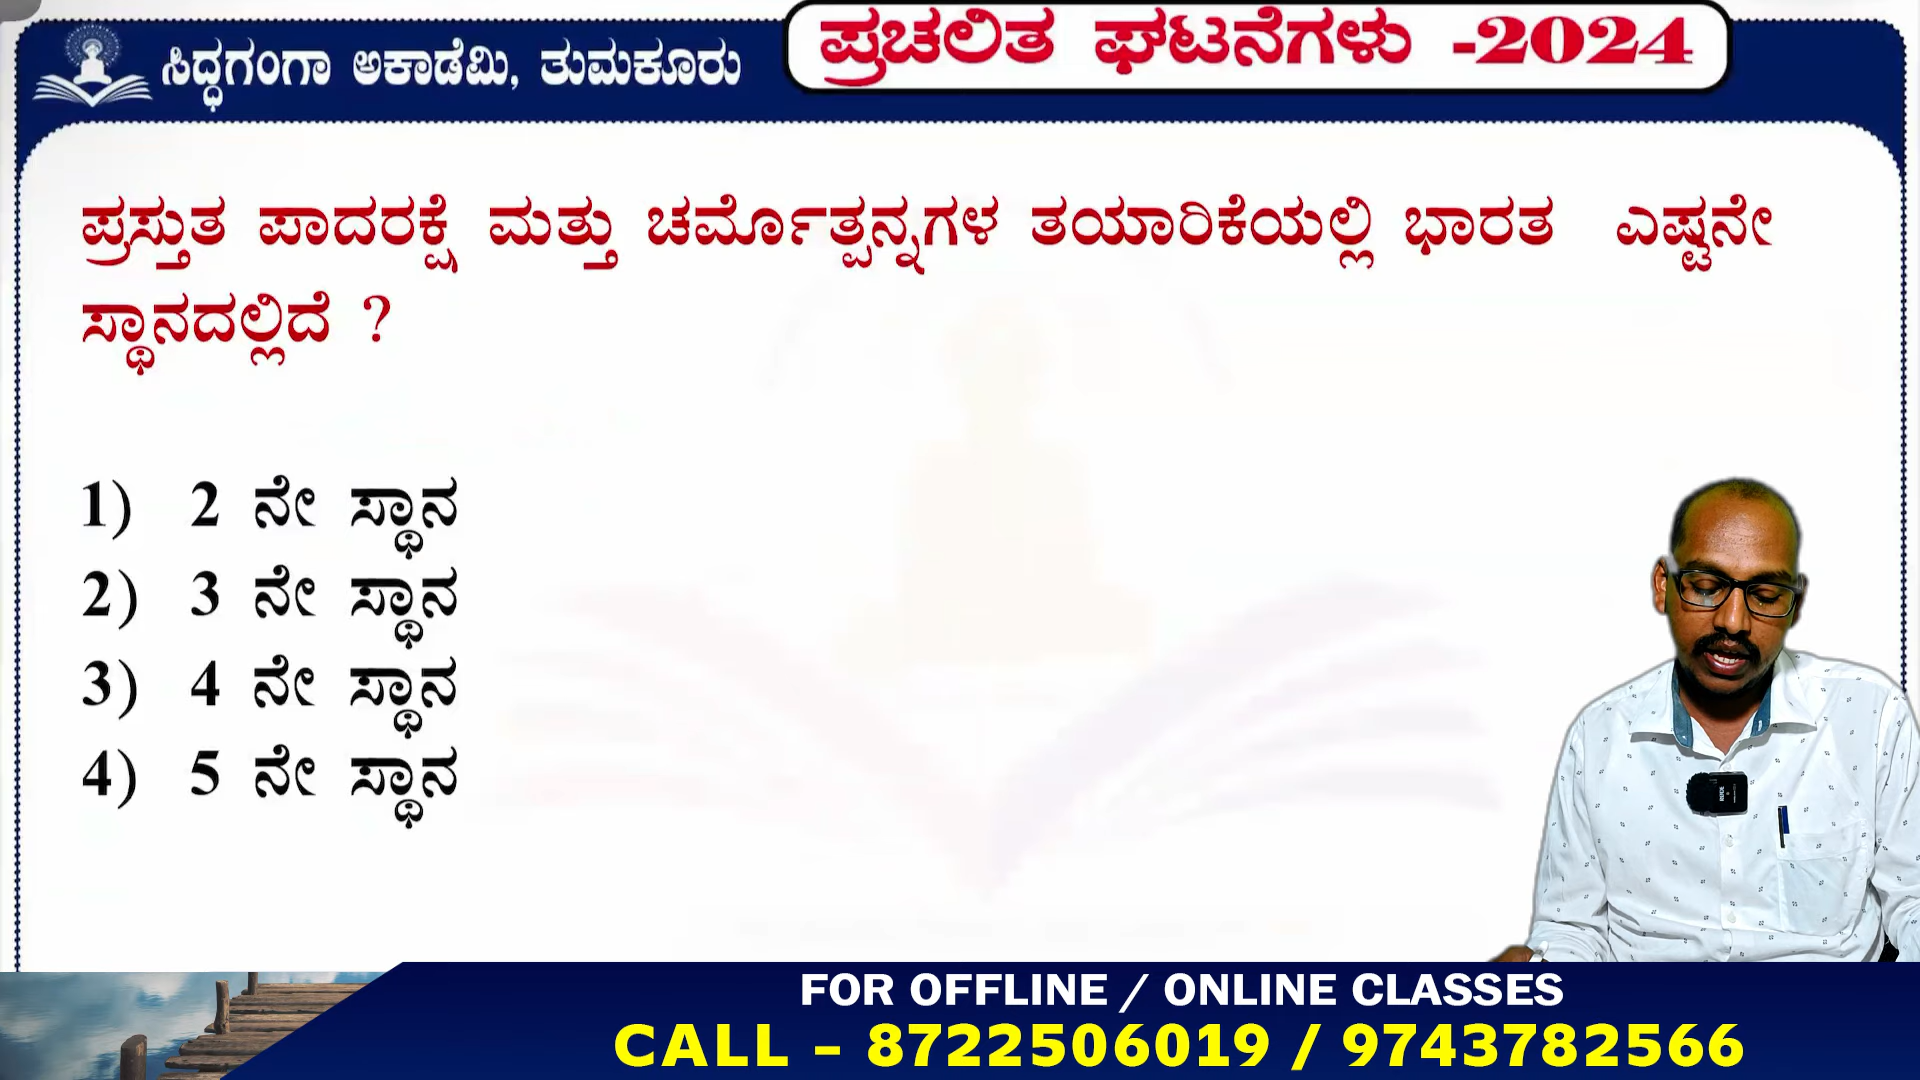 ಸಿದ್ಧಗಂಗಾ ಅಕಾಡೆಮಿ, ತುಮಕೂರು
ಪ್ರಚಲಿತ ಘಟನೆಗಳು -2024
ಪ್ರಸ್ತುತ ಪಾದರಕ್ಷೆ ಮತ್ತು ಚರ್ಮೊತ್ಪನ್ನಗಳ ತಯಾರಿಕೆಯಲ್ಲಿ ಭಾರತ ಎಷ್ಟನೇ
ಸ್ಥಾನದಲ್ಲಿದೆ ?
1) 2 ನೇ ಸ್ಥಾನ
2) 3 ನೇ ಸ್ಥಾನ
3) 4 ನೇ ಸ್ಥಾನ
4) 5 ನೇ ಸ್ಥಾನ
FOR OFFLINE / ONLINE CLASSES
CALL – 8722506019 / 9743782566